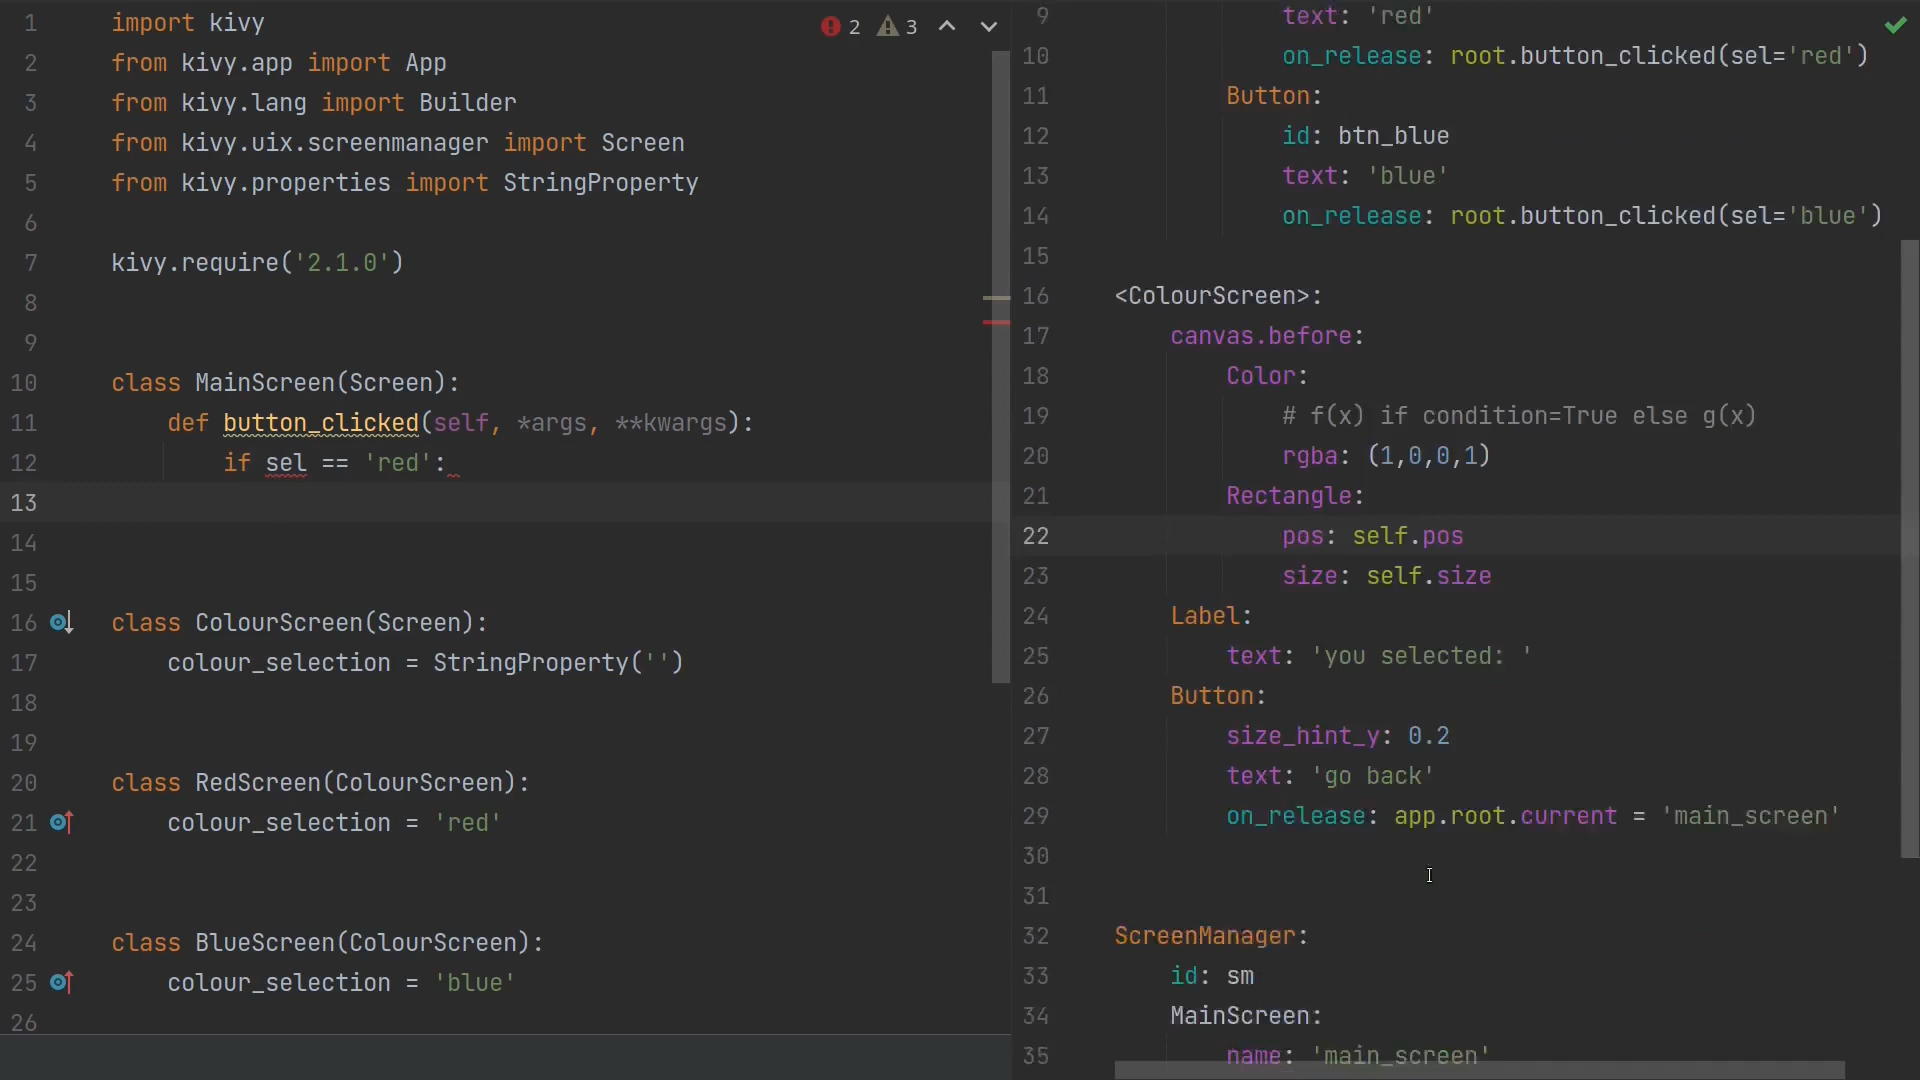 1 import kivy
2 from kivy.app import App
3 from kivy.lang import Builder
4 from kivy.uix.screenmanager import Screen
5 from kivy.properties import StringProperty
6
7 kivy.require('2.1.0')
8
9
10 class MainScreen(Screen):
11 def button_clicked(self, *args, **kwargs):
12 if sel == 'red':
13
14
15
16 class ColourScreen(Screen):
17 colour_selection = StringProperty('')
18
19
20 class RedScreen(ColourScreen):
21 colour_selection = 'red'
22
23
24 class BlueScreen(ColourScreen):
25 colour_selection = 'blue'
26
2 3
9 text: 'red'
10 on_release: root.button_clicked(sel='red')
11 Button:
12 id: btn_blue
13 text: 'blue'
14 on_release: root.button_clicked(sel='blue')
15
16 <ColourScreen>:
17 canvas.before:
18 Color:
19 # f(x) if condition=True else g(x)
20 rgba: (1,0,0,1)
21 Rectangle:
22 pos: self.pos
23 size: self.size
24 Label:
25 text: 'you selected: '
26 Button:
27 size_hint_y: 0.2
28 text: 'go back'
29 on_release: app.root.current = 'main_screen'
30
31
32 ScreenManager:
33 id: sm
34 MainScreen:
35 name: 'main_screen'